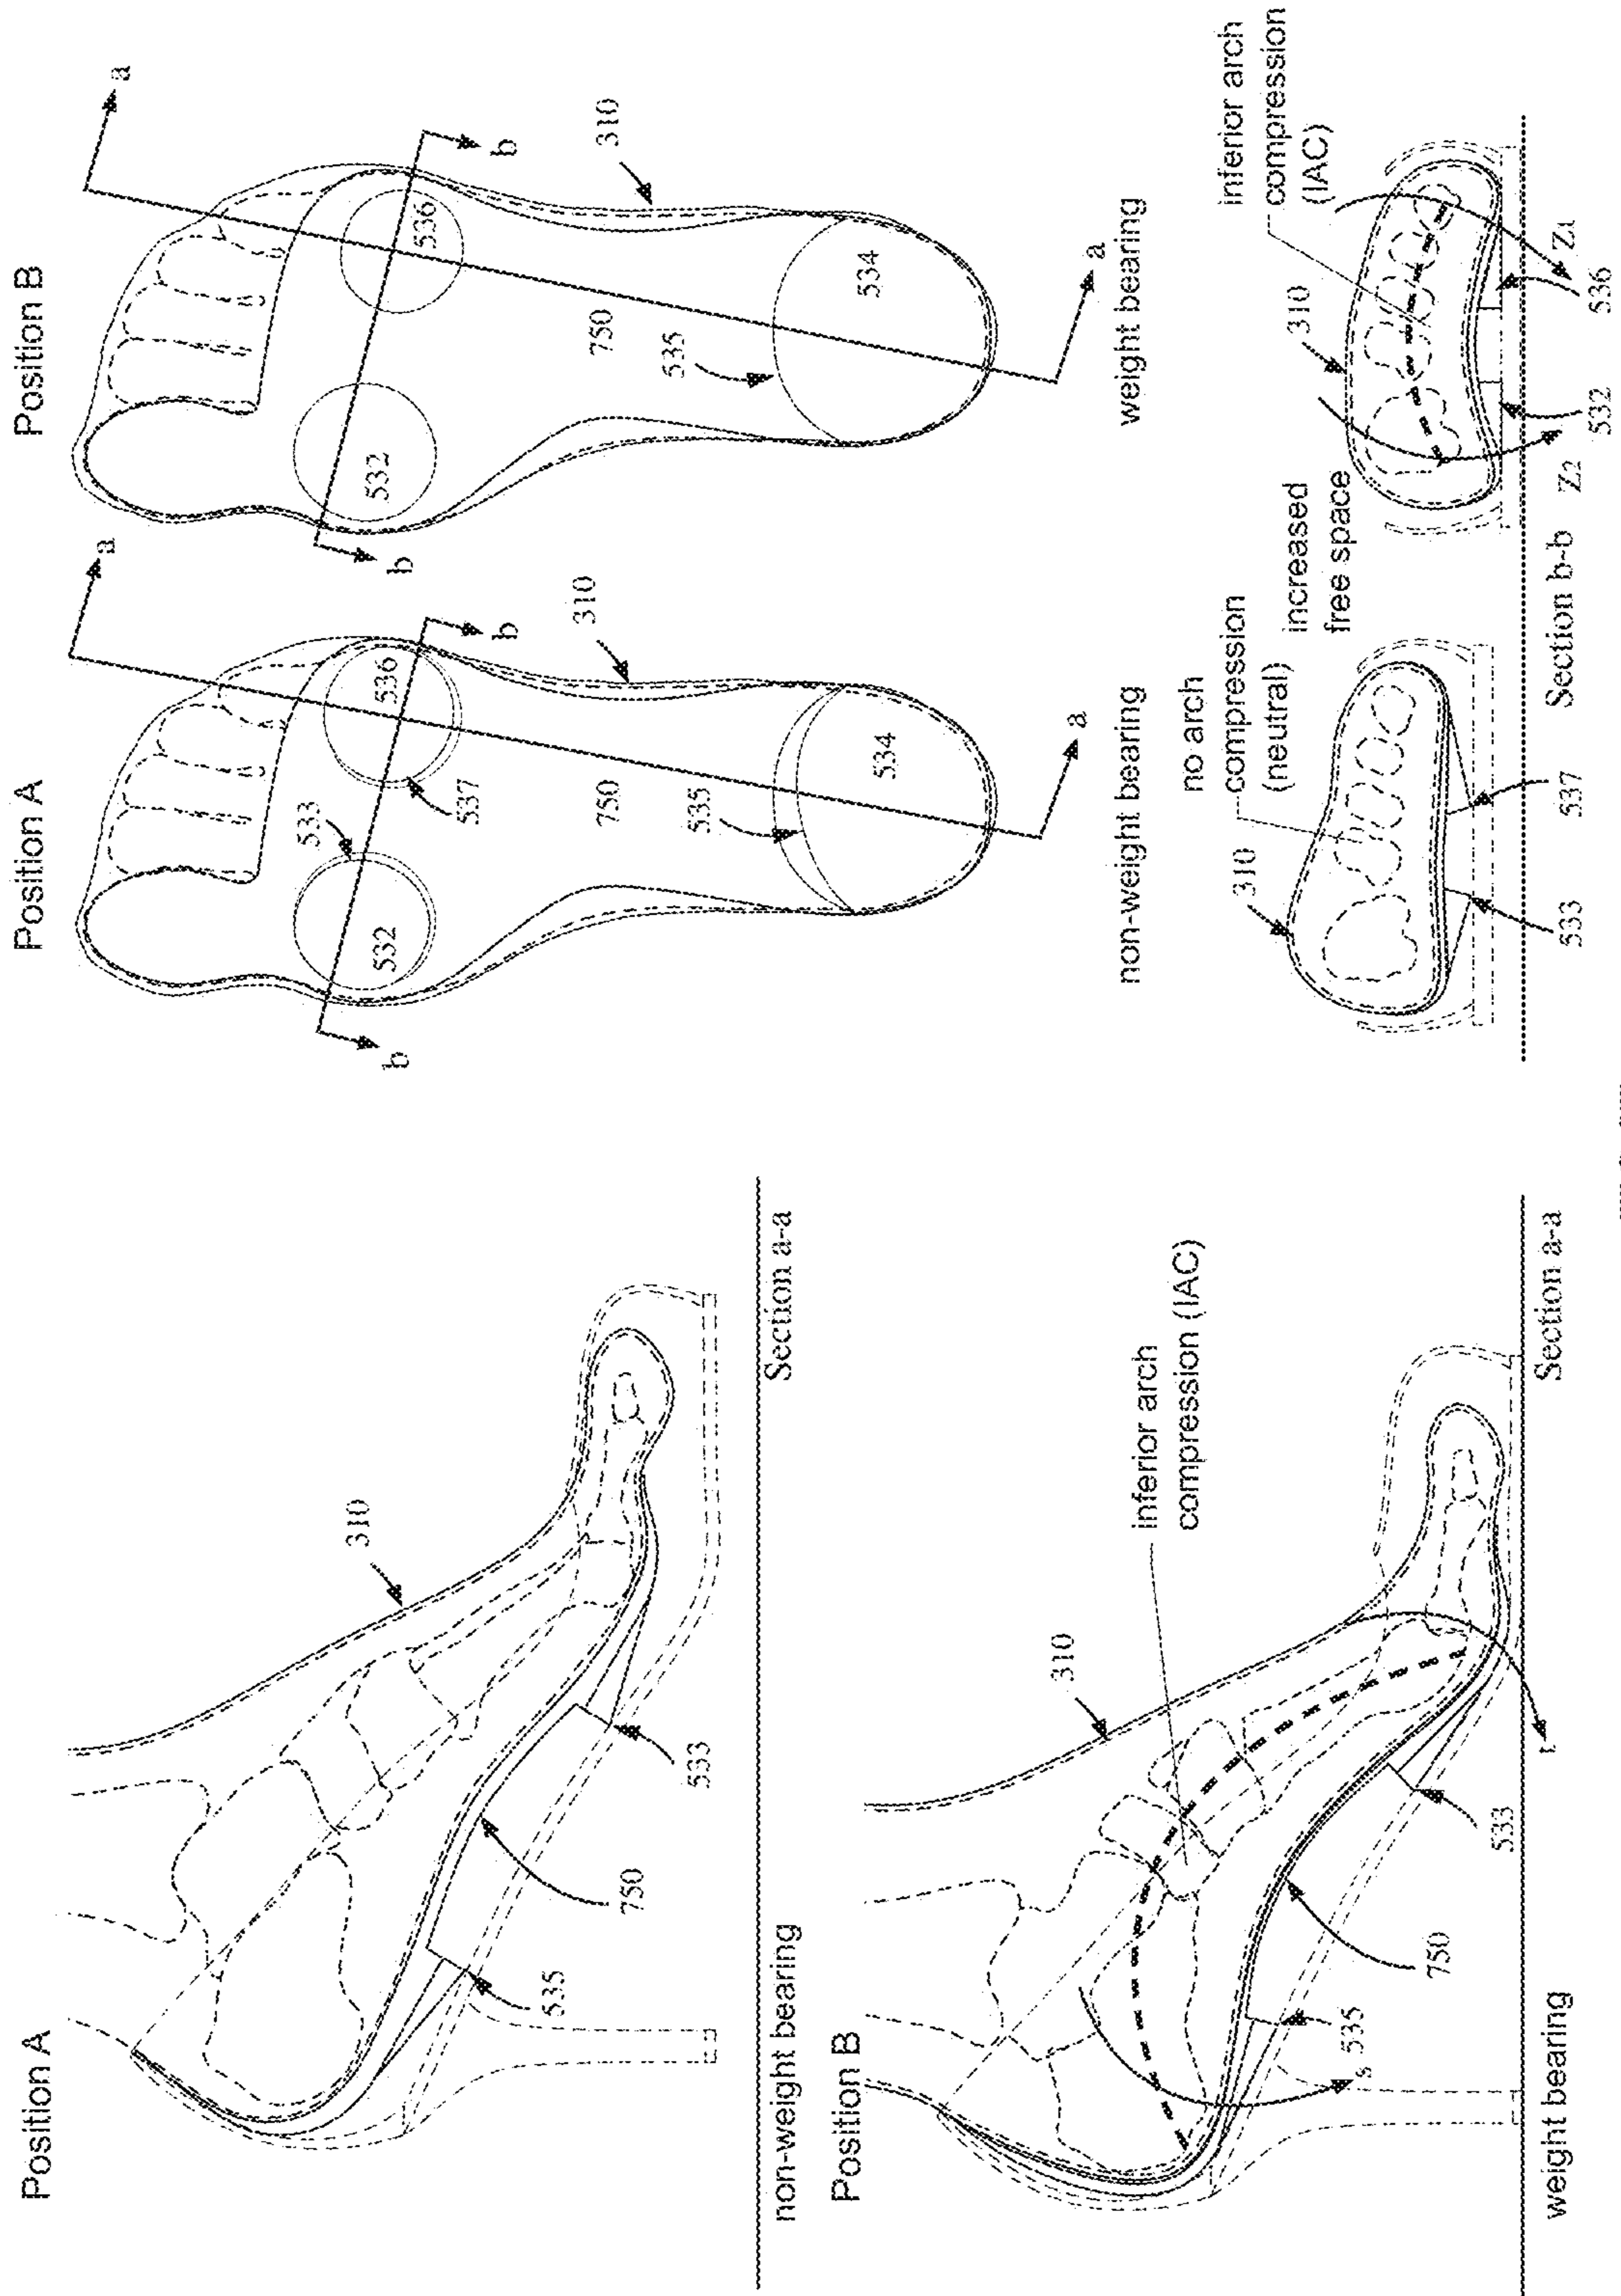 Position A
310
533
750
535
non-weight bearing
Section a-a
Position B
310
inferior arch
compression (IAC)
533
750
535
s
r
weight bearing
Section a-a
Position A
a
b
b
532
533
536
537
310
750
535
534
a
non-weight bearing
Position B
a
b
b
532
536
310
750
535
534
a
weight bearing
no arch
compression
(neutral)
310
533
537
increased
free space
Section b-b
inferior arch
compression
(IAC)
310
Z2
532
Z1
536